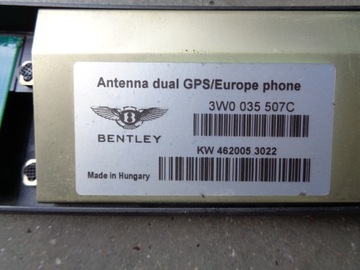 Antenna dual GPS/Europe phone
3W0 035 507C
B
BENTLEY
KW 462005 3022
Made in Hungary